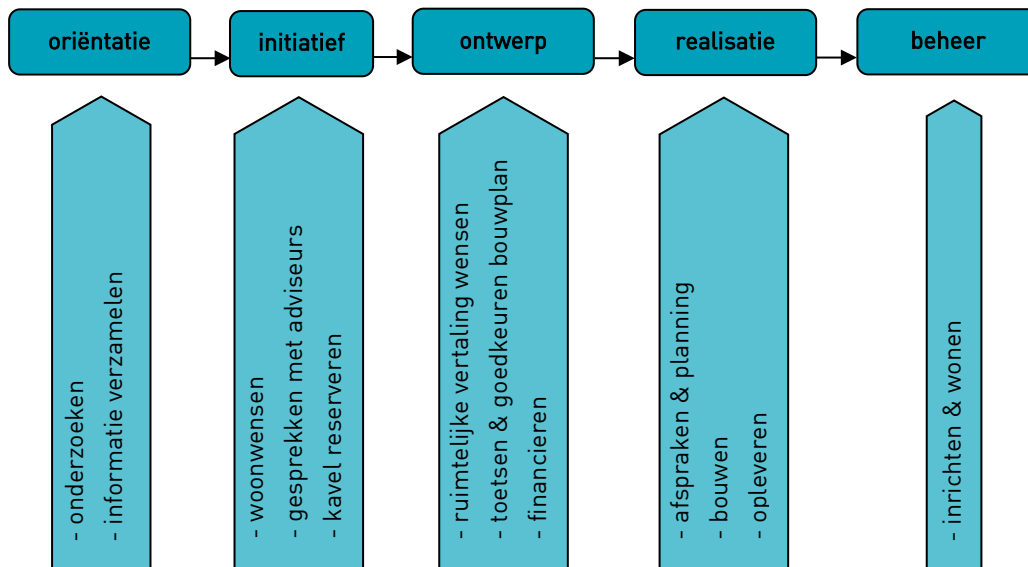 oriëntatie
initiatief
ontwerp
realisatie
beheer
- onderzoeken
- informatie verzamelen
- woonwensen
- gesprekken met adviseurs
- kavel reserveren
- ruimtelijke vertaling wensen
- toetsen & goedkeuren bouwplan
- financieren
- afspraken & planning
- bouwen
- opleveren
- inrichten & wonen